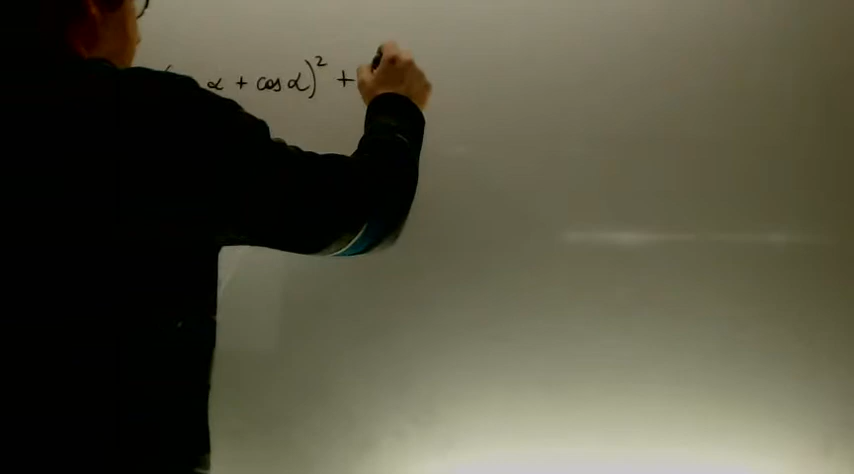 α + cos α)² +